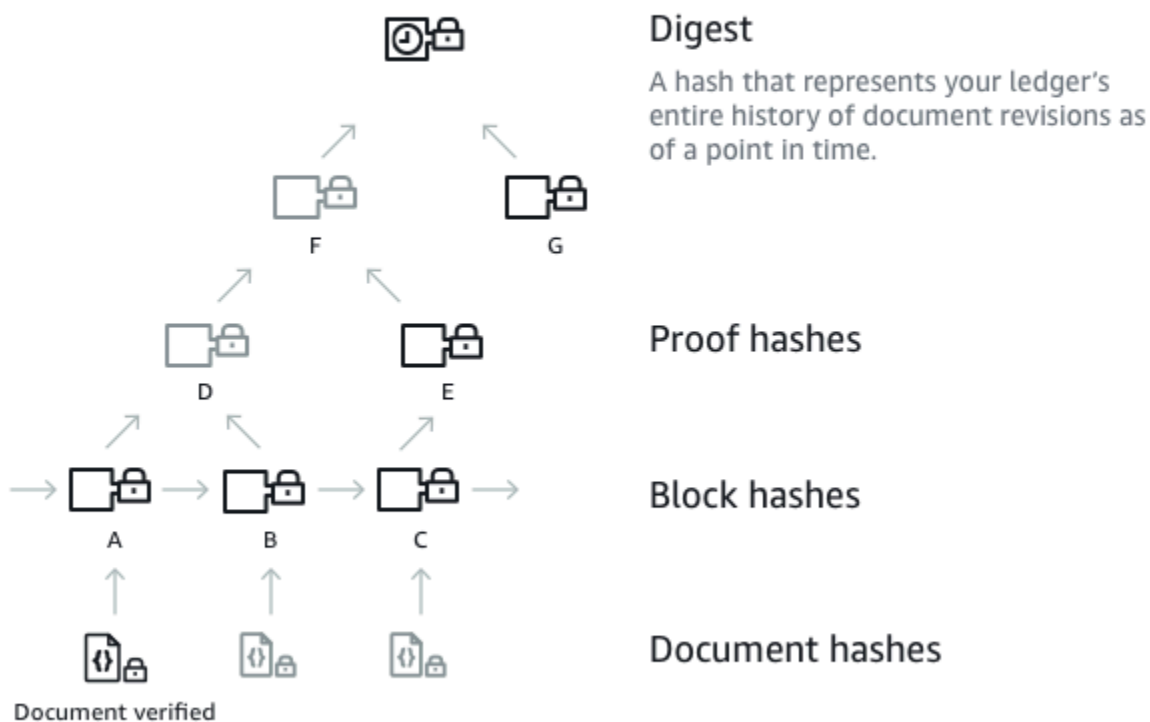 Digest
A hash that represents your ledger's
entire history of document revisions as
of a point in time.
F
G
Proof hashes
D
E
Block hashes
A
B
C
Document hashes
Document verified